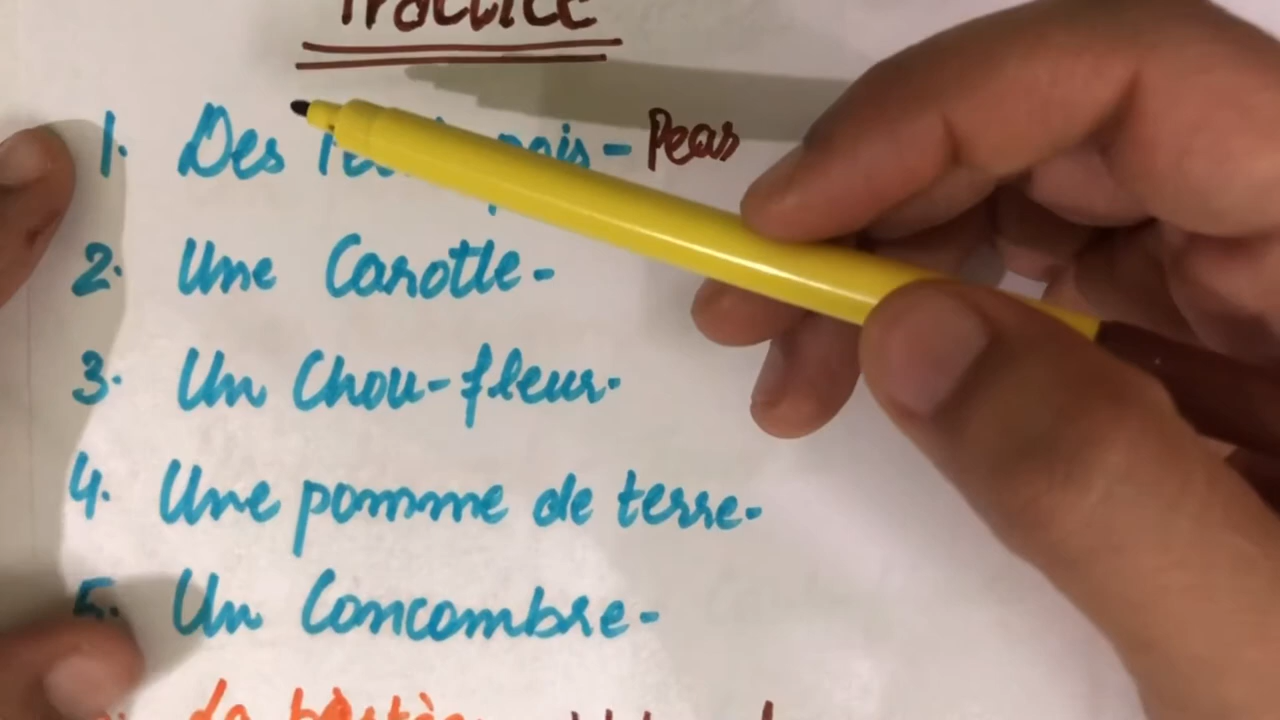 Practice
1. Des pois - Peas
2. Une Carotte -
3. Un Chou-fleur.
4. Une pomme de terre-
5. Un Concombre-